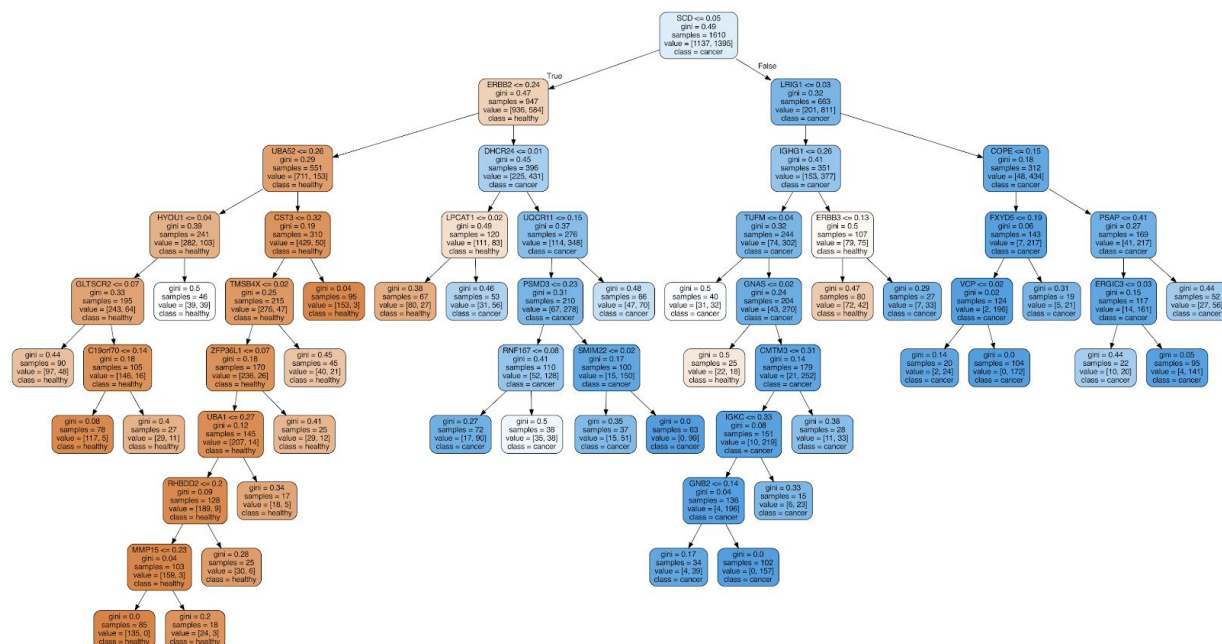 SCD <= 0.05
gini = 0.49
samples = 1610
value = [1137, 1395]
class = cancer
True
False
ERBB2 <= 0.24
gini = 0.47
samples = 947
value = [936, 584]
class = healthy
LRIG1 <= 0.03
gini = 0.32
samples = 663
value = [201, 811]
class = cancer
UBA52 <= 0.26
gini = 0.29
samples = 551
value = [711, 153]
class = healthy
DHCR24 <= 0.01
gini = 0.45
samples = 396
value = [225, 431]
class = cancer
IGHG1 <= 0.26
gini = 0.41
samples = 351
value = [153, 377]
class = cancer
COPE <= 0.15
gini = 0.18
samples = 312
value = [48, 434]
class = cancer
HYOU1 <= 0.04
gini = 0.39
samples = 241
value = [282, 103]
class = healthy
CST3 <= 0.32
gini = 0.19
samples = 310
value = [429, 50]
class = healthy
LPCAT1 <= 0.02
gini = 0.49
samples = 120
value = [111, 83]
class = healthy
UQCR11 <= 0.15
gini = 0.37
samples = 276
value = [114, 348]
class = cancer
TUFM <= 0.04
gini = 0.32
samples = 244
value = [74, 302]
class = cancer
ERBB3 <= 0.13
gini = 0.5
samples = 107
value = [79, 75]
class = healthy
FXYD5 <= 0.19
gini = 0.06
samples = 143
value = [7, 217]
class = cancer
PSAP <= 0.41
gini = 0.27
samples = 169
value = [41, 217]
class = cancer
GLTSCR2 <= 0.07
gini = 0.33
samples = 195
value = [243, 64]
class = healthy
gini = 0.5
samples = 46
value = [39, 39]
class = healthy
TMSB4X <= 0.02
gini = 0.25
samples = 215
value = [276, 47]
class = healthy
gini = 0.04
samples = 95
value = [153, 3]
class = healthy
gini = 0.38
samples = 67
value = [80, 27]
class = healthy
gini = 0.46
samples = 53
value = [31, 56]
class = cancer
PSMD3 <= 0.23
gini = 0.31
samples = 210
value = [67, 278]
class = cancer
gini = 0.48
samples = 66
value = [47, 70]
class = cancer
gini = 0.5
samples = 40
value = [31, 32]
class = cancer
GNAS <= 0.02
gini = 0.24
samples = 204
value = [43, 270]
class = cancer
gini = 0.47
samples = 80
value = [72, 42]
class = healthy
gini = 0.29
samples = 27
value = [7, 33]
class = cancer
VCP <= 0.02
gini = 0.02
samples = 124
value = [2, 196]
class = cancer
gini = 0.31
samples = 19
value = [5, 21]
class = cancer
ERGIC3 <= 0.03
gini = 0.15
samples = 117
value = [14, 161]
class = cancer
gini = 0.44
samples = 52
value = [27, 56]
class = cancer
gini = 0.44
samples = 90
value = [97, 48]
class = healthy
C19orf70 <= 0.14
gini = 0.18
samples = 105
value = [146, 16]
class = healthy
ZFP36L1 <= 0.07
gini = 0.18
samples = 170
value = [236, 26]
class = healthy
gini = 0.45
samples = 45
value = [40, 21]
class = healthy
RNF167 <= 0.08
gini = 0.41
samples = 110
value = [52, 128]
class = cancer
SMIM22 <= 0.02
gini = 0.17
samples = 100
value = [15, 150]
class = cancer
gini = 0.5
samples = 25
value = [22, 18]
class = healthy
CMTM3 <= 0.31
gini = 0.14
samples = 179
value = [21, 252]
class = cancer
gini = 0.14
samples = 20
value = [2, 24]
class = cancer
gini = 0.0
samples = 104
value = [0, 172]
class = cancer
gini = 0.44
samples = 22
value = [10, 20]
class = cancer
gini = 0.05
samples = 95
value = [4, 141]
class = cancer
gini = 0.08
samples = 78
value = [117, 5]
class = healthy
gini = 0.4
samples = 27
value = [29, 11]
class = healthy
UBA1 <= 0.27
gini = 0.12
samples = 145
value = [207, 14]
class = healthy
gini = 0.41
samples = 25
value = [29, 12]
class = healthy
gini = 0.27
samples = 72
value = [17, 90]
class = cancer
gini = 0.5
samples = 38
value = [35, 38]
class = cancer
gini = 0.35
samples = 37
value = [15, 51]
class = cancer
gini = 0.0
samples = 63
value = [0, 99]
class = cancer
IGKC <= 0.33
gini = 0.08
samples = 151
value = [10, 219]
class = cancer
gini = 0.38
samples = 28
value = [11, 33]
class = cancer
RHBDD2 <= 0.2
gini = 0.09
samples = 128
value = [189, 9]
class = healthy
gini = 0.34
samples = 17
value = [18, 5]
class = healthy
GNB2 <= 0.14
gini = 0.04
samples = 136
value = [4, 196]
class = cancer
gini = 0.33
samples = 15
value = [6, 23]
class = cancer
MMP15 <= 0.23
gini = 0.04
samples = 103
value = [159, 3]
class = healthy
gini = 0.28
samples = 25
value = [30, 6]
class = healthy
gini = 0.17
samples = 34
value = [4, 39]
class = cancer
gini = 0.0
samples = 102
value = [0, 157]
class = cancer
gini = 0.0
samples = 85
value = [135, 0]
class = healthy
gini = 0.2
samples = 18
value = [24, 3]
class = healthy